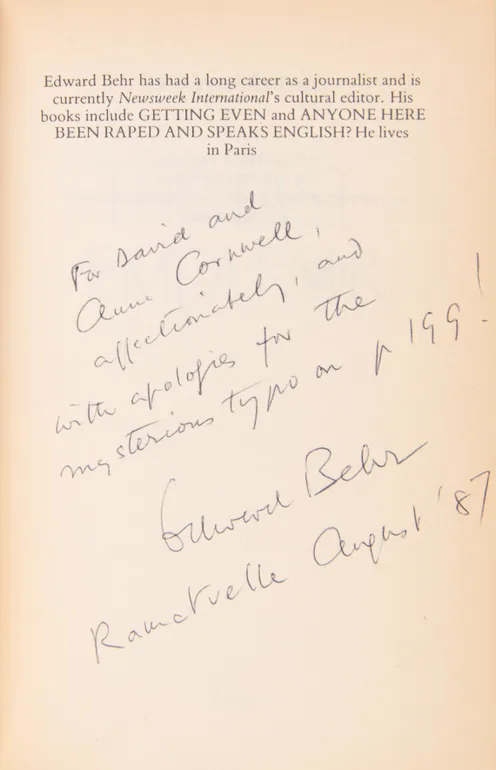 Edward Behr has had a long career as a journalist and is
currently Newsweek International's cultural editor. His
books include GETTING EVEN and ANYONE HERE
BEEN RAPED AND SPEAKS ENGLISH? He lives
in Paris
For David and
Anne Cornwell,
affectionately, and
with apologies for the
mysterious typo on p 199!
Edward Behr
Ramatuelle August '87